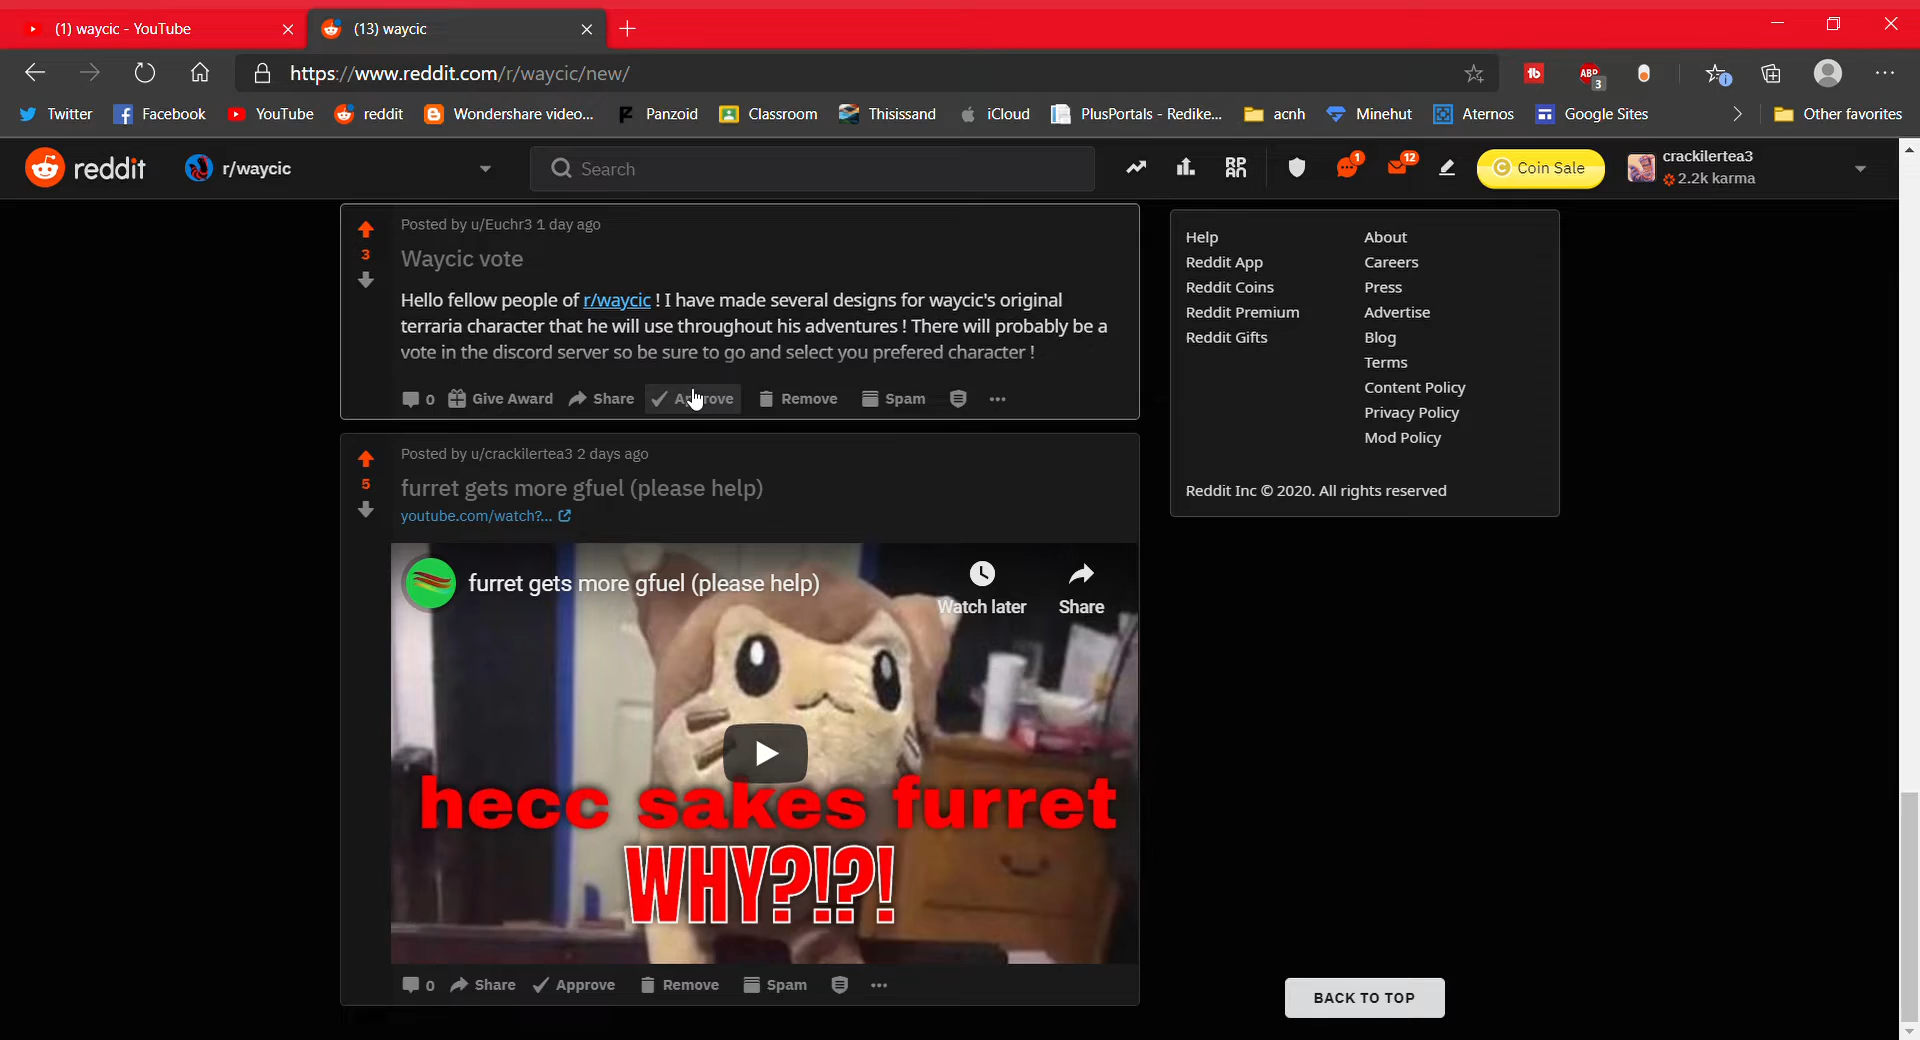 (1) waycic - YouTube
(13) waycic
https://www.reddit.com/r/waycic/new/
ABP
3
Twitter
Facebook
YouTube
reddit
Wondershare video...
Panzoid
Classroom
Thisissand
iCloud
PlusPortals - Redike...
acnh
Minehut
Aternos
Google Sites
Other favorites
reddit
r/waycic
Search
1
12
Coin Sale
crackilertea3
2.2k karma
Posted by u/Euchr3 1 day ago
3
Waycic vote
Hello fellow people of r/waycic ! I have made several designs for waycic's original
terraria character that he will use throughout his adventures ! There will probably be a
vote in the discord server so be sure to go and select you prefered character !
0 Give Award Share Approve Remove Spam ...
Posted by u/crackilertea3 2 days ago
5
furret gets more gfuel (please help)
youtube.com/watch?...
furret gets more gfuel (please help)
Watch later
Share
hecc sakes furret
WHY?!?!
0 Share Approve Remove Spam ...
Help
Reddit App
Reddit Coins
Reddit Premium
Reddit Gifts
About
Careers
Press
Advertise
Blog
Terms
Content Policy
Privacy Policy
Mod Policy
Reddit Inc © 2020. All rights reserved
BACK TO TOP